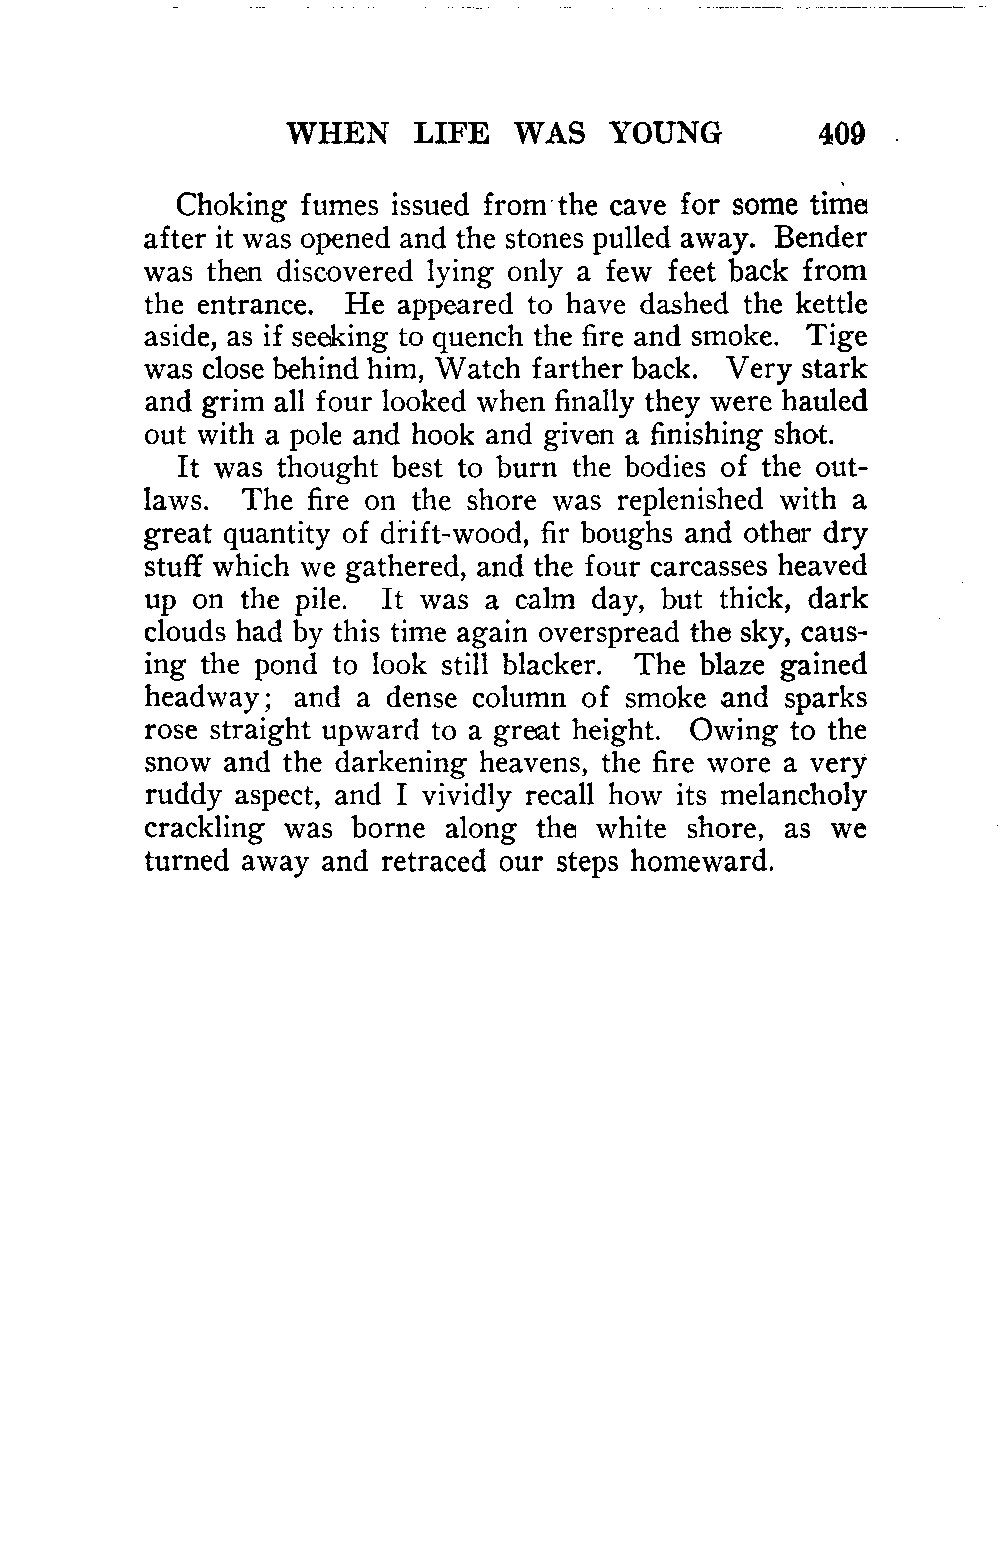 WHEN LIFE WAS YOUNG 409
Choking fumes issued from the cave for some time
after it was opened and the stones pulled away. Bender
was then discovered lying only a few feet back from
the entrance. He appeared to have dashed the kettle
aside, as if seeking to quench the fire and smoke. Tige
was close behind him, Watch farther back. Very stark
and grim all four looked when finally they were hauled
out with a pole and hook and given a finishing shot.
It was thought best to burn the bodies of the out-
laws. The fire on the shore was replenished with a
great quantity of drift-wood, fir boughs and other dry
stuff which we gathered, and the four carcasses heaved
up on the pile. It was a calm day, but thick, dark
clouds had by this time again overspread the sky, caus-
ing the pond to look still blacker. The blaze gained
headway; and a dense column of smoke and sparks
rose straight upward to a great height. Owing to the
snow and the darkening heavens, the fire wore a very
ruddy aspect, and I vividly recall how its melancholy
crackling was borne along the white shore, as we
turned away and retraced our steps homeward.